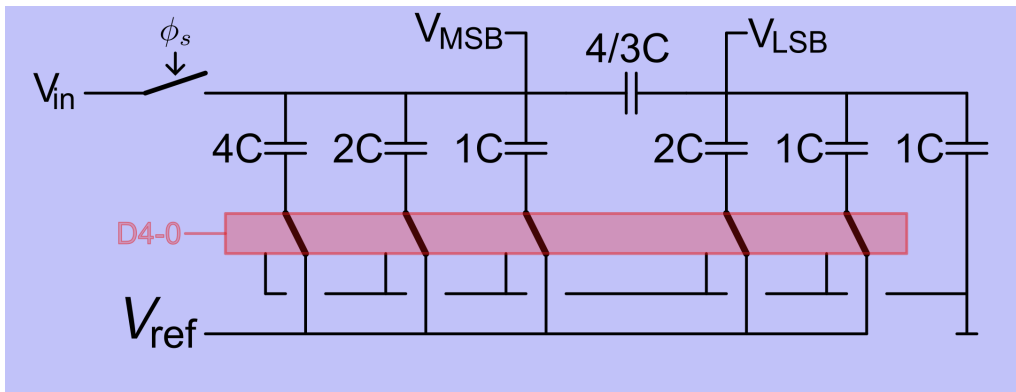 ϕs
VMSB
VLSB
4/3C
Vin
4C
2C
1C
2C
1C
1C
D4-0
Vref